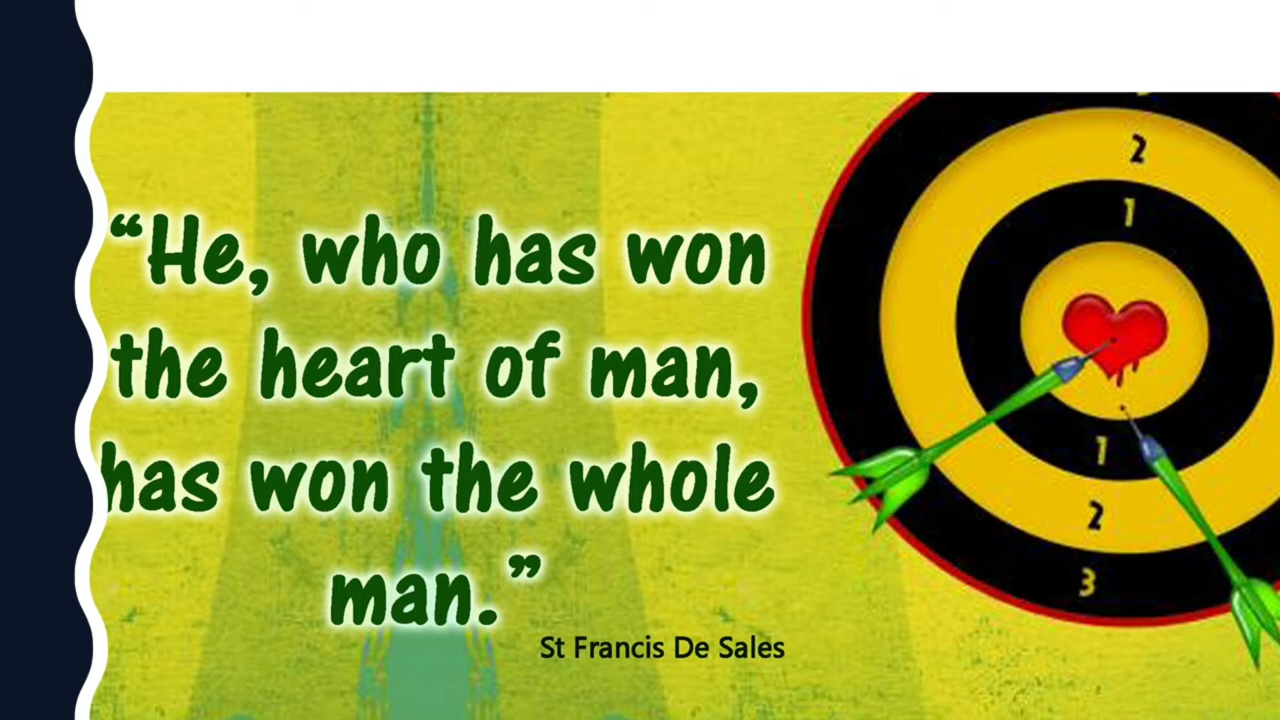 “He, who has won
the heart of man,
has won the whole
man.”
St Francis De Sales
2
1
1
2
3